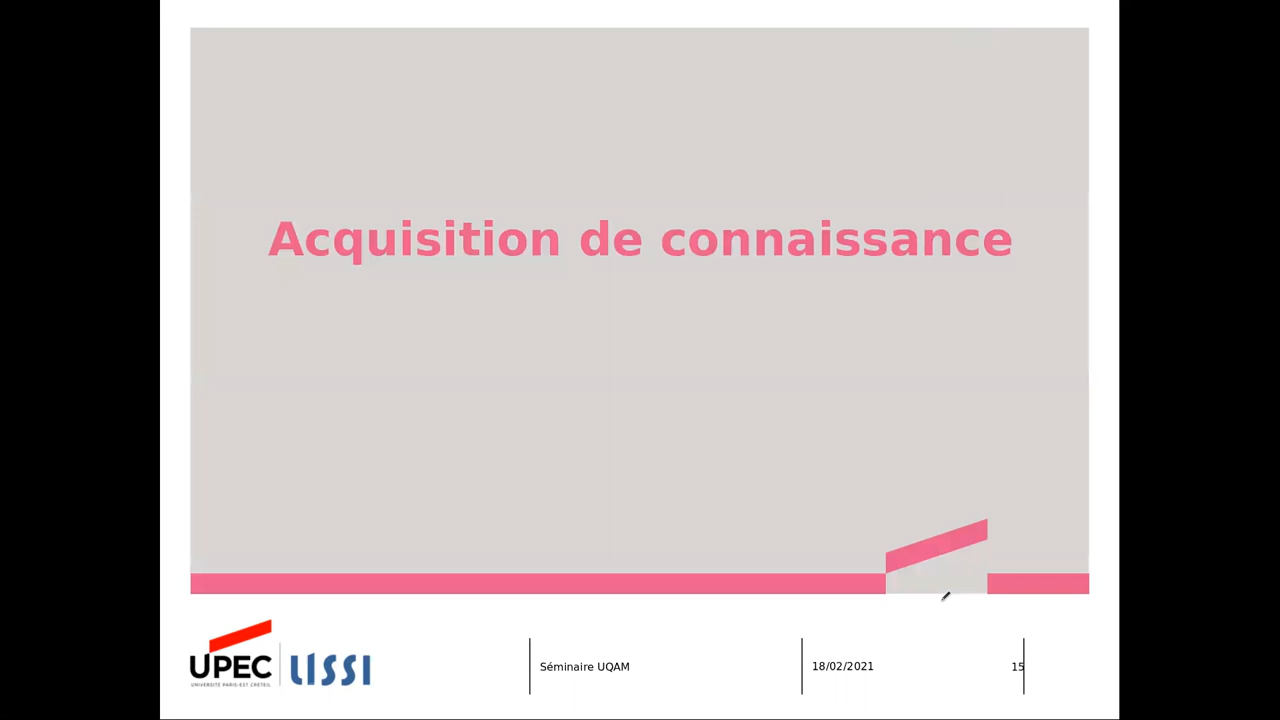 Acquisition de connaissance
UPEC
UNIVERSITÉ PARIS-EST CRÉTEIL
LISSI
Séminaire UQAM
18/02/2021
15